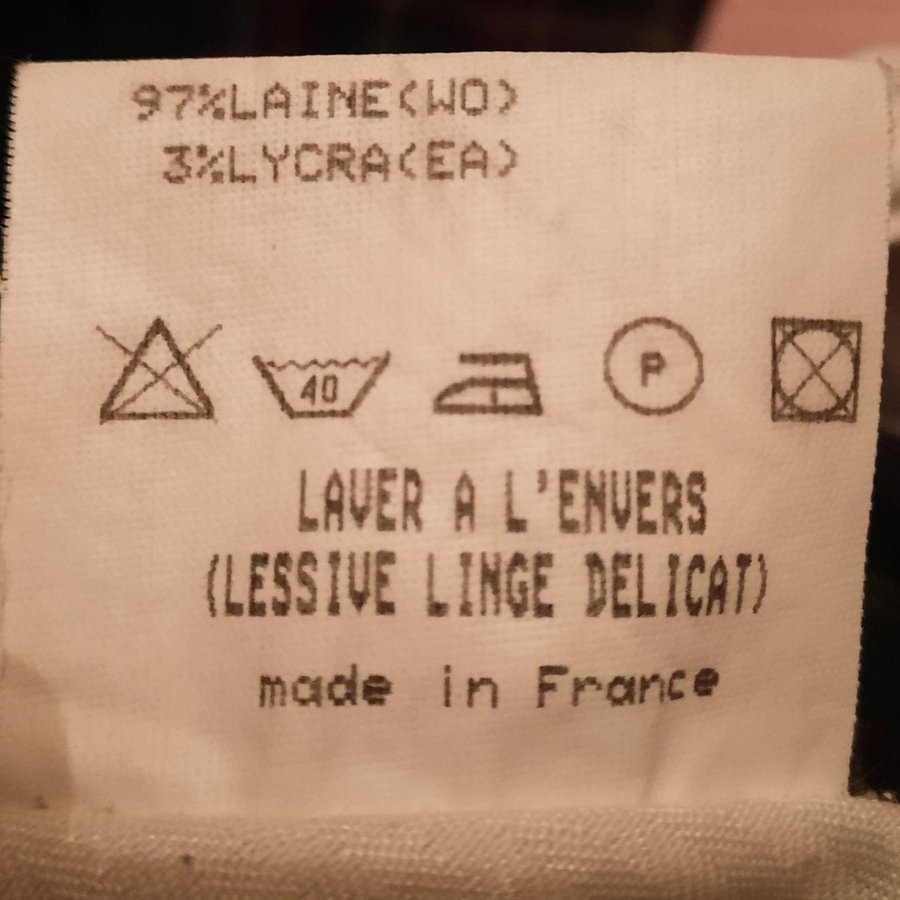 97%LAINE(WO)
3%LYCRA(EA)
40 P
LAVER A L'ENVERS
(LESSIVE LINGE DELICAT)
made in France